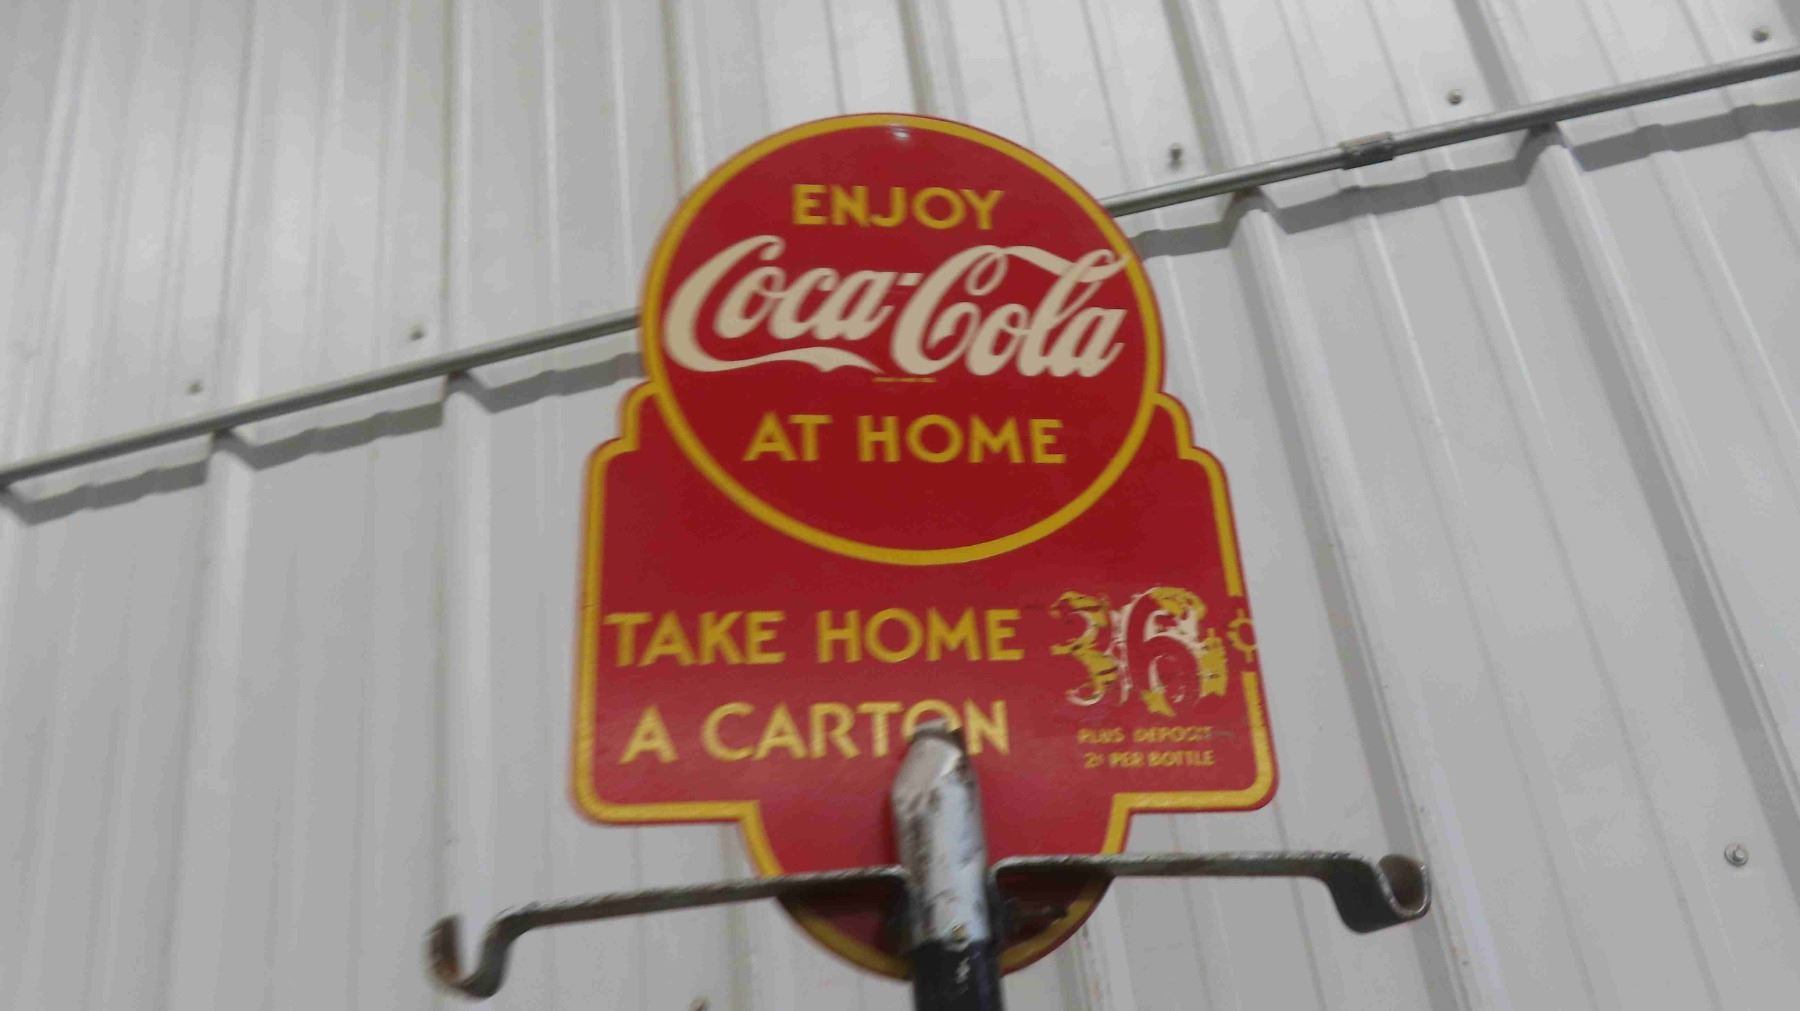 ENJOY
Coca-Cola
AT HOME
TAKE HOME
A CARTON
36¢
PLUS DEPOSIT
2¢ PER BOTTLE